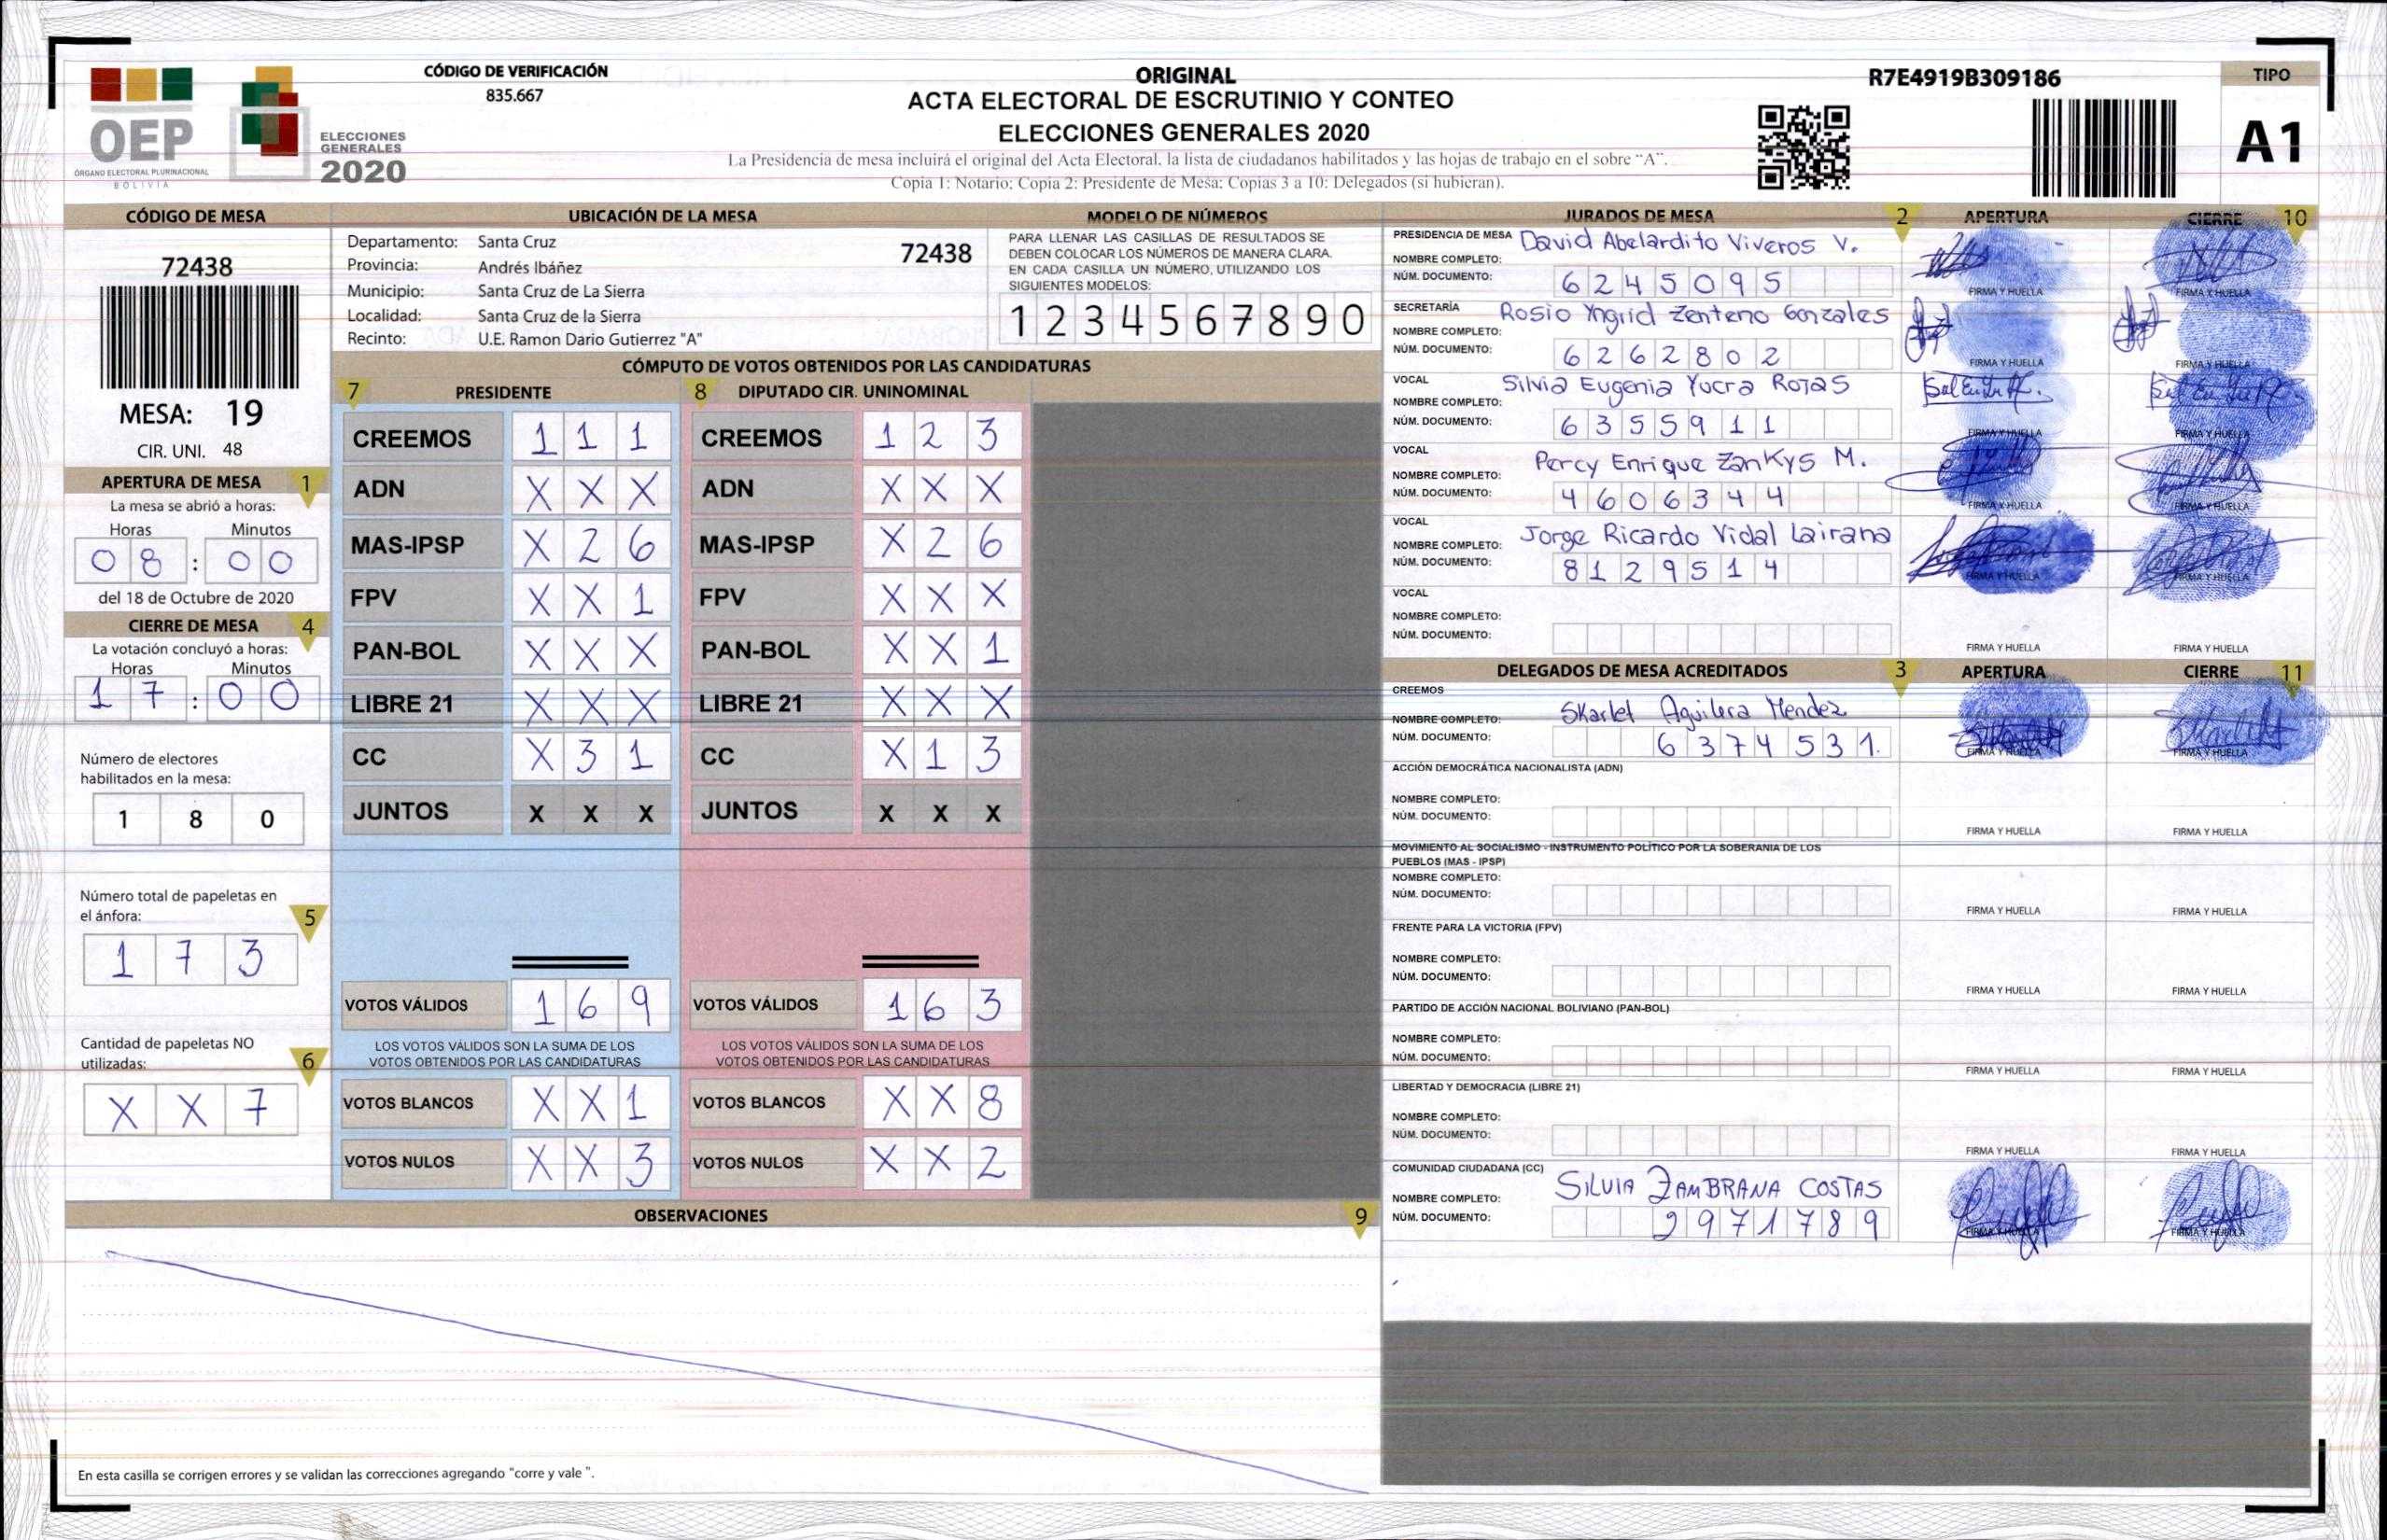 OEP
ÓRGANO ELECTORAL PLURINACIONAL
BOLIVIA
ELECCIONES
GENERALES
2020
CÓDIGO DE VERIFICACIÓN
835.667
ORIGINAL
ACTA ELECTORAL DE ESCRUTINIO Y CONTEO
ELECCIONES GENERALES 2020
La Presidencia de mesa incluirá el original del Acta Electoral, la lista de ciudadanos habilitados y las hojas de trabajo en el sobre "A".
Copia 1: Notario; Copia 2: Presidente de Mesa; Copias 3 a 10: Delegados (si hubieran).
R7E4919B309186
TIPO
A1
CÓDIGO DE MESA
72438
MESA: 19
CIR. UNI. 48
APERTURA DE MESA 1
La mesa se abrió a horas:
Horas Minutos
08 : 00
del 18 de Octubre de 2020
CIERRE DE MESA 4
La votación concluyó a horas:
Horas Minutos
17 : 00
Número de electores
habilitados en la mesa:
1 8 0
Número total de papeletas en
el ánfora: 5
1 7 3
Cantidad de papeletas NO
utilizadas: 6
X X 7
UBICACIÓN DE LA MESA
Departamento: Santa Cruz
72438
Provincia: Andrés Ibáñez
Municipio: Santa Cruz de La Sierra
Localidad: Santa Cruz de la Sierra
Recinto: U.E. Ramon Dario Gutierrez "A"
MODELO DE NÚMEROS
PARA LLENAR LAS CASILLAS DE RESULTADOS SE
DEBEN COLOCAR LOS NÚMEROS DE MANERA CLARA.
EN CADA CASILLA UN NÚMERO, UTILIZANDO LOS
SIGUIENTES MODELOS:
1 2 3 4 5 6 7 8 9 0
CÓMPUTO DE VOTOS OBTENIDOS POR LAS CANDIDATURAS
7 PRESIDENTE 8 DIPUTADO CIR. UNINOMINAL
CREEMOS 1 1 1 CREEMOS 1 2 3
ADN X X X ADN X X X
MAS-IPSP X 2 6 MAS-IPSP X 2 6
FPV X X 1 FPV X X X
PAN-BOL X X X PAN-BOL X X 1
LIBRE 21 X X X LIBRE 21 X X X
CC X 3 1 CC X 1 3
JUNTOS X X X JUNTOS X X X
VOTOS VÁLIDOS 1 6 9 VOTOS VÁLIDOS 1 6 3
LOS VOTOS VÁLIDOS SON LA SUMA DE LOS LOS VOTOS VÁLIDOS SON LA SUMA DE LOS
VOTOS OBTENIDOS POR LAS CANDIDATURAS VOTOS OBTENIDOS POR LAS CANDIDATURAS
VOTOS BLANCOS X X 1 VOTOS BLANCOS X X 8
VOTOS NULOS X X 3 VOTOS NULOS X X 2
OBSERVACIONES 9
En esta casilla se corrigen errores y se validan las correcciones agregando "corre y vale ".
JURADOS DE MESA 2 APERTURA CIERRE 10
PRESIDENCIA DE MESA David Abelardito Viveros V.
NOMBRE COMPLETO:
NÚM. DOCUMENTO: 6245095
FIRMA Y HUELLA FIRMA Y HUELLA
SECRETARÍA Rosio Yngrid Zenteno Gonzales
NOMBRE COMPLETO:
NÚM. DOCUMENTO: 6262802
FIRMA Y HUELLA FIRMA Y HUELLA
VOCAL Silvia Eugenia Yucra Rojas
NOMBRE COMPLETO:
NÚM. DOCUMENTO: 6355911
FIRMA Y HUELLA FIRMA Y HUELLA
VOCAL Percy Enrique Zankys M.
NOMBRE COMPLETO:
NÚM. DOCUMENTO: 4606344
FIRMA Y HUELLA FIRMA Y HUELLA
VOCAL Jorge Ricardo Vidal Lairana
NOMBRE COMPLETO:
NÚM. DOCUMENTO: 8129514
FIRMA Y HUELLA FIRMA Y HUELLA
VOCAL
NOMBRE COMPLETO:
NÚM. DOCUMENTO:
FIRMA Y HUELLA FIRMA Y HUELLA
DELEGADOS DE MESA ACREDITADOS 3 APERTURA CIERRE 11
CREEMOS
NOMBRE COMPLETO: Skarlet Aguilera Mendez
NÚM. DOCUMENTO: 6374531.
FIRMA Y HUELLA FIRMA Y HUELLA
ACCIÓN DEMOCRÁTICA NACIONALISTA (ADN)
NOMBRE COMPLETO:
NÚM. DOCUMENTO:
FIRMA Y HUELLA FIRMA Y HUELLA
MOVIMIENTO AL SOCIALISMO - INSTRUMENTO POLÍTICO POR LA SOBERANIA DE LOS
PUEBLOS (MAS - IPSP)
NOMBRE COMPLETO:
NÚM. DOCUMENTO:
FIRMA Y HUELLA FIRMA Y HUELLA
FRENTE PARA LA VICTORIA (FPV)
NOMBRE COMPLETO:
NÚM. DOCUMENTO:
FIRMA Y HUELLA FIRMA Y HUELLA
PARTIDO DE ACCIÓN NACIONAL BOLIVIANO (PAN-BOL)
NOMBRE COMPLETO:
NÚM. DOCUMENTO:
FIRMA Y HUELLA FIRMA Y HUELLA
LIBERTAD Y DEMOCRACIA (LIBRE 21)
NOMBRE COMPLETO:
NÚM. DOCUMENTO:
FIRMA Y HUELLA FIRMA Y HUELLA
COMUNIDAD CIUDADANA (CC)
NOMBRE COMPLETO: SILVIA ZAMBRANA COSTAS
NÚM. DOCUMENTO: 2971789
FIRMA Y HUELLA FIRMA Y HUELLA